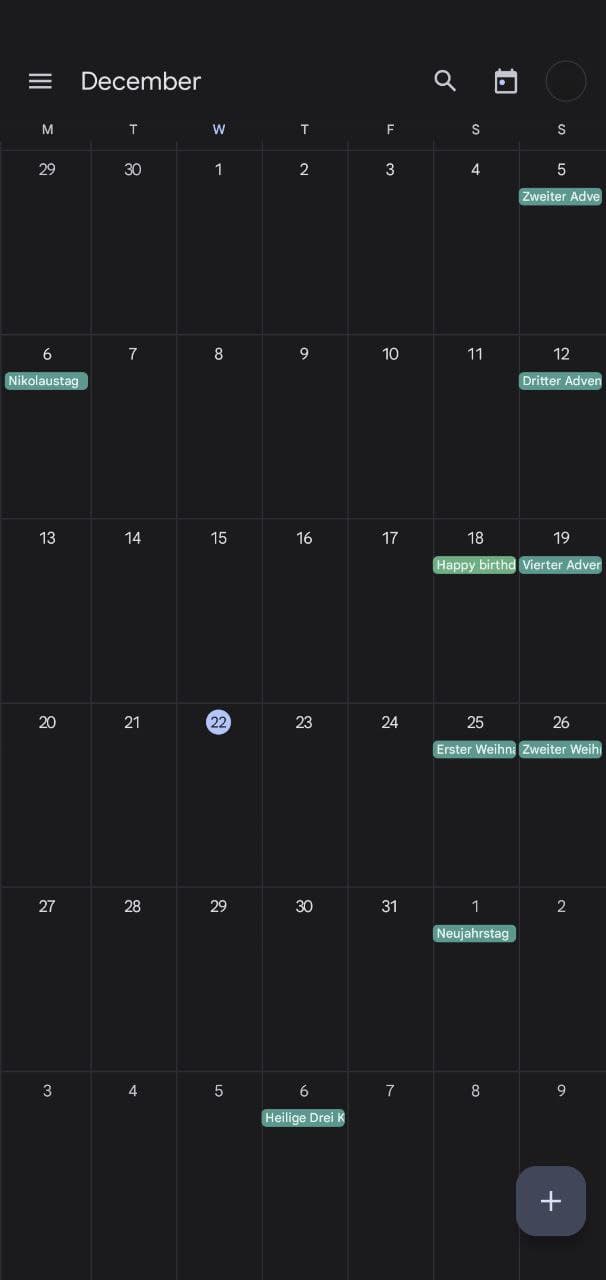 December
M T W T F S S
29 30 1 2 3 4 5
Zweiter Adve
6 7 8 9 10 11 12
Nikolaustag Dritter Adven
13 14 15 16 17 18 19
Happy birthd Vierter Adver
20 21 22 23 24 25 26
Erster Weihna Zweiter Weih
27 28 29 30 31 1 2
Neujahrstag
3 4 5 6 7 8 9
Heilige Drei K